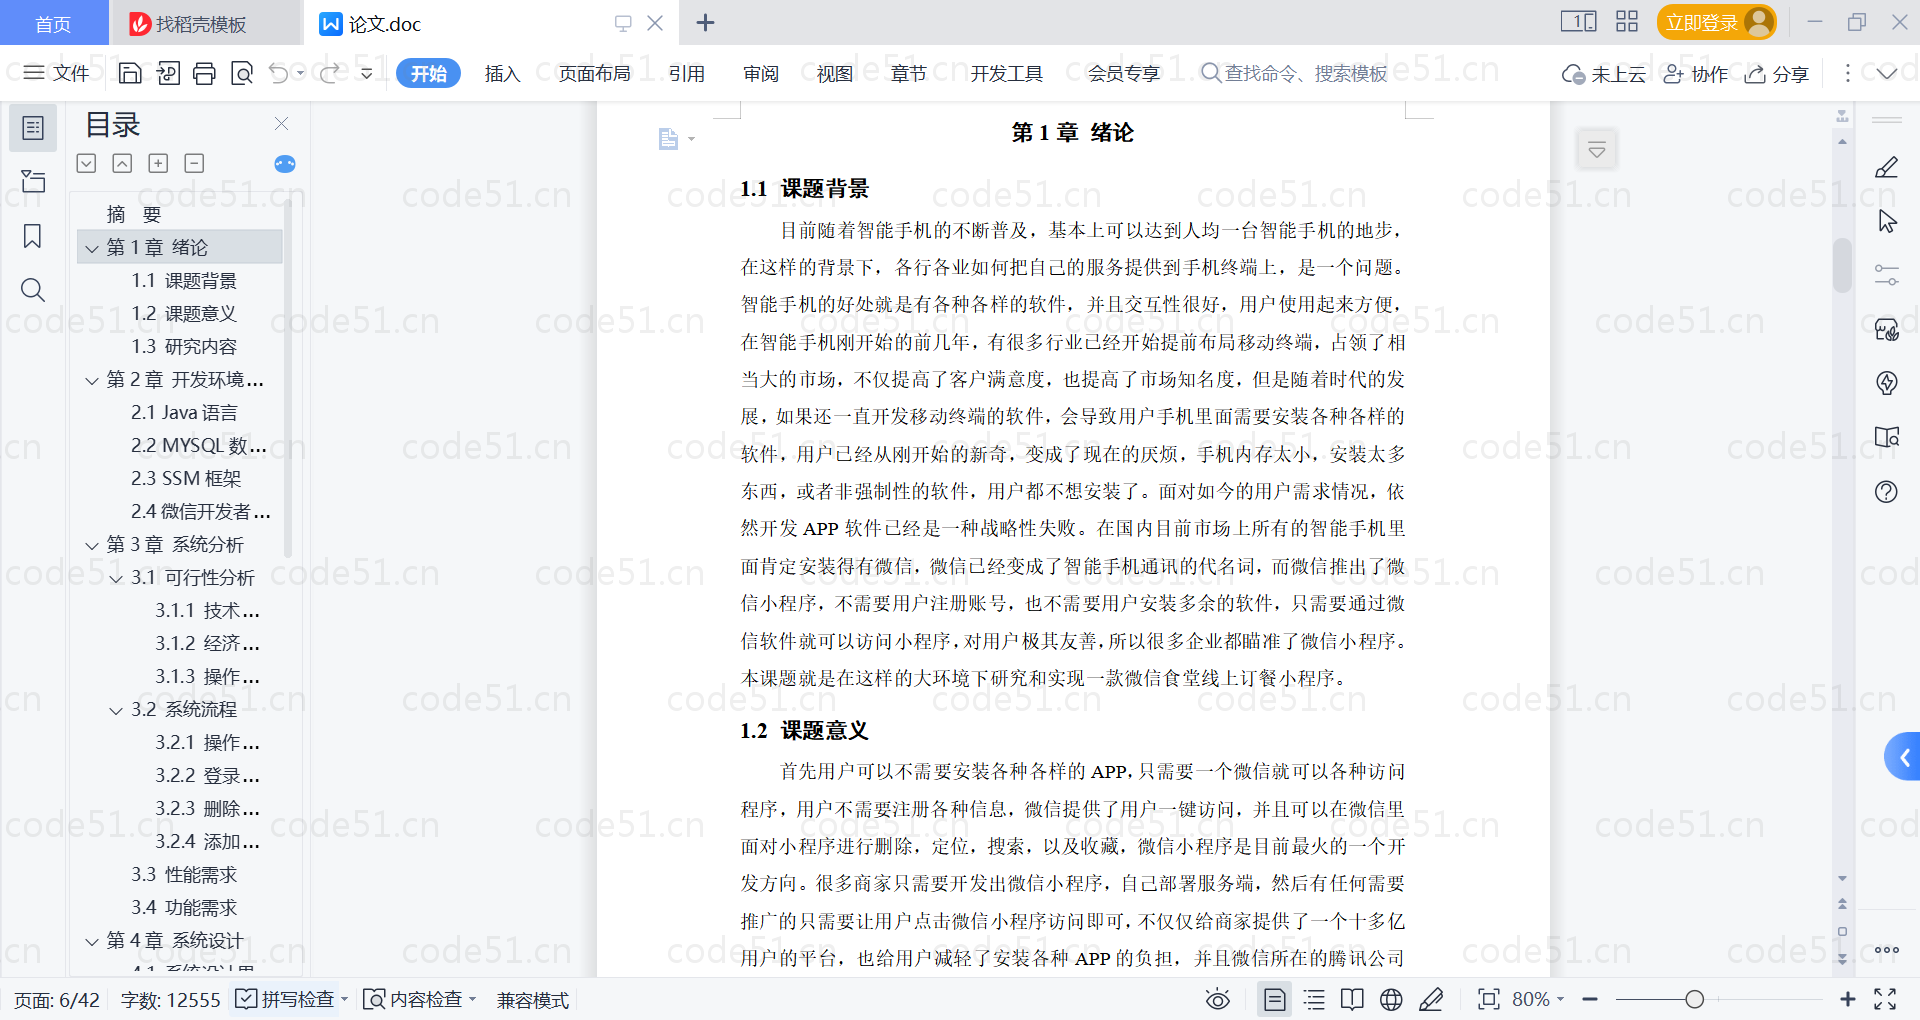 首页 找稻壳模板 论文.doc 立即登录
文件 开始 插入 页面布局 引用 审阅 视图 章节 开发工具 会员专享 查找命令、搜索模板 未上云 协作 分享
目录
摘 要
第 1 章 绪论
1.1 课题背景
1.2 课题意义
1.3 研究内容
第 2 章 开发环境...
2.1 Java 语言
2.2 MYSQL 数...
2.3 SSM 框架
2.4 微信开发者...
第 3 章 系统分析
3.1 可行性分析
3.1.1 技术...
3.1.2 经济...
3.1.3 操作...
3.2 系统流程
3.2.1 操作...
3.2.2 登录...
3.2.3 删除...
3.2.4 添加...
3.3 性能需求
3.4 功能需求
第 4 章 系统设计
第 1 章 绪论
1.1 课题背景
目前随着智能手机的不断普及，基本上可以达到人均一台智能手机的地步，
在这样的背景下，各行各业如何把自己的服务提供到手机终端上，是一个问题。
智能手机的好处就是有各种各样的软件，并且交互性很好，用户使用起来方便，
在智能手机刚开始的前几年，有很多行业已经开始提前布局移动终端，占领了相
当大的市场，不仅提高了客户满意度，也提高了市场知名度，但是随着时代的发
展，如果还一直开发移动终端的软件，会导致用户手机里面需要安装各种各样的
软件，用户已经从刚开始的新奇，变成了现在的厌烦，手机内存太小，安装太多
东西，或者非强制性的软件，用户都不想安装了。面对如今的用户需求情况，依
然开发 APP 软件已经是一种战略性失败。在国内目前市场上所有的智能手机里
面肯定安装得有微信，微信已经变成了智能手机通讯的代名词，而微信推出了微
信小程序，不需要用户注册账号，也不需要用户安装多余的软件，只需要通过微
信软件就可以访问小程序，对用户极其友善，所以很多企业都瞄准了微信小程序。
本课题就是在这样的大环境下研究和实现一款微信食堂线上订餐小程序。
1.2 课题意义
首先用户可以不需要安装各种各样的 APP，只需要一个微信就可以各种访问
程序，用户不需要注册各种信息，微信提供了用户一键访问，并且可以在微信里
面对小程序进行删除，定位，搜索，以及收藏，微信小程序是目前最火的一个开
发方向。很多商家只需要开发出微信小程序，自己部署服务端，然后有任何需要
推广的只需要让用户点击微信小程序访问即可，不仅仅给商家提供了一个十多亿
用户的平台，也给用户减轻了安装各种 APP 的负担，并且微信所在的腾讯公司
页面: 6/42 字数: 12555 拼写检查 内容检查 兼容模式 80%
code51.cn